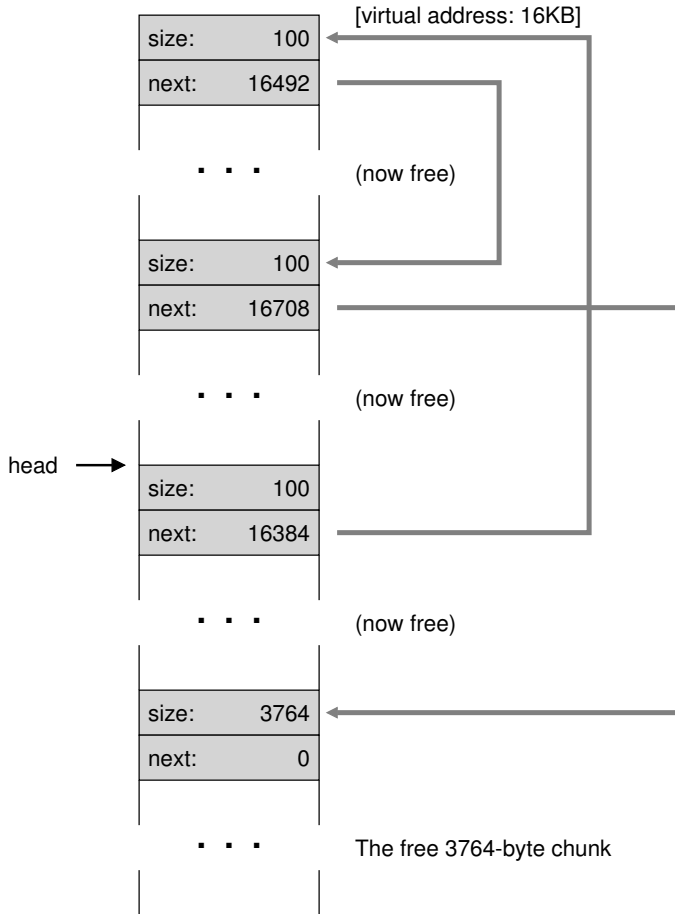 [virtual address: 16KB]
size: 100
next: 16492
. . .
(now free)
size: 100
next: 16708
. . .
(now free)
head
size: 100
next: 16384
. . .
(now free)
size: 3764
next: 0
. . .
The free 3764-byte chunk